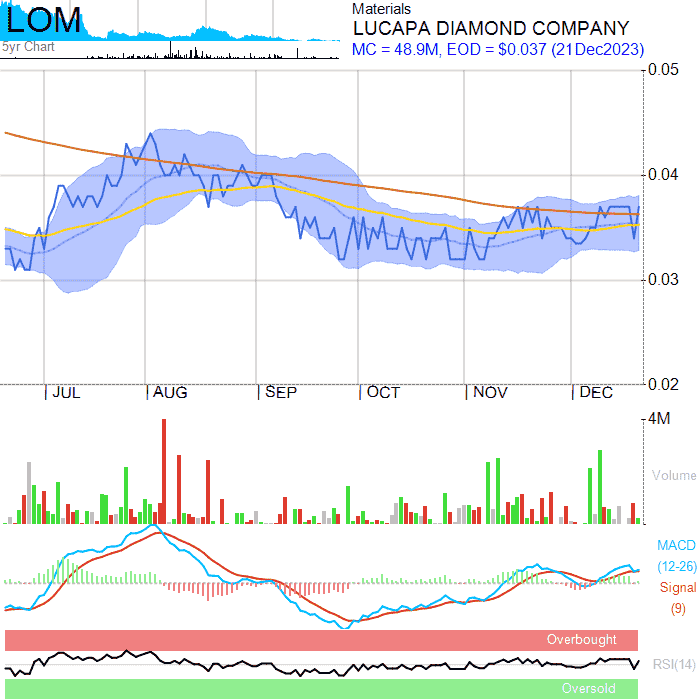 LOM
5yr Chart
Materials
LUCAPA DIAMOND COMPANY
MC = 48.9M, EOD = $0.037 (21Dec2023)
0.05
0.04
0.03
0.02
JUL
AUG
SEP
OCT
NOV
DEC
4M
Volume
MACD
(12-26)
Signal
(9)
Overbought
RSI(14)
Oversold